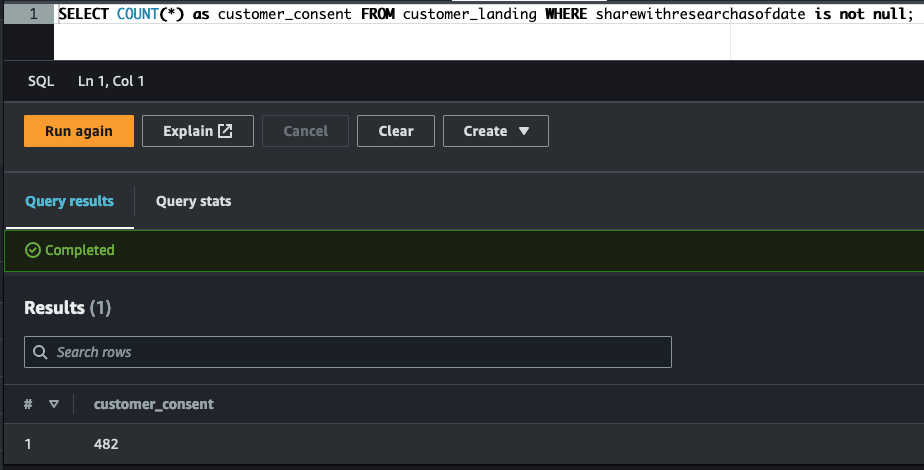 1 SELECT COUNT(*) as customer_consent FROM customer_landing WHERE sharewithresearchasofdate is not null;
SQL Ln 1, Col 1
Run again Explain Cancel Clear Create
Query results Query stats
Completed
Results (1)
Search rows
# customer_consent
1 482